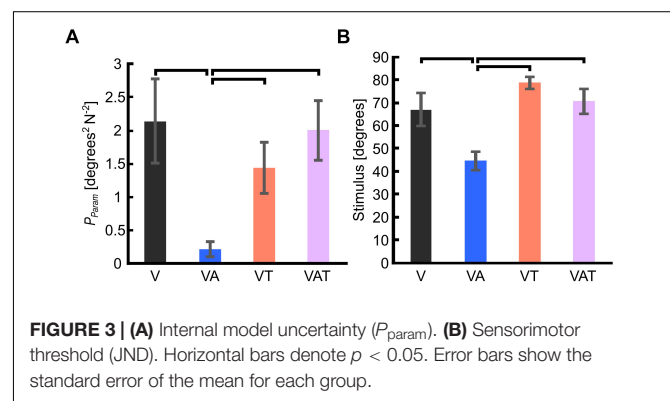 A
B
3
2.5
2
1.5
1
0.5
0
P_Param [degrees² N⁻²]
V VA VT VAT
90
80
70
60
50
40
30
20
10
0
Stimulus [degrees]
V VA VT VAT
FIGURE 3 | (A) Internal model uncertainty (P_param). (B) Sensorimotor
threshold (JND). Horizontal bars denote p < 0.05. Error bars show the
standard error of the mean for each group.